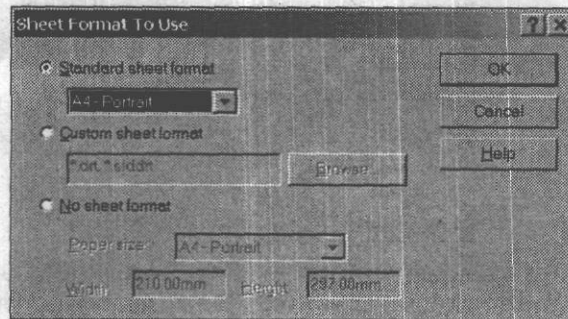 Sheet Format To Use
Standard sheet format
OK
A4 - Portrait
Cancel
Custom sheet format
Help
*.drt, *.slddrt
Browse...
No sheet format
Paper size: A4 - Portrait
Width: 210.00mm Height: 297.00mm